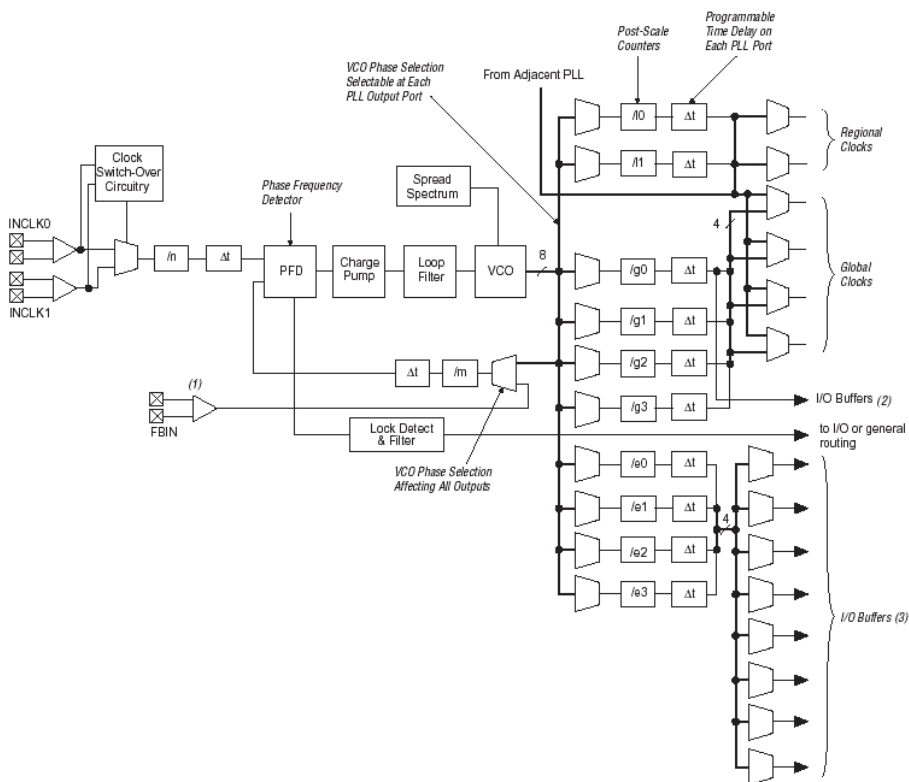 Programmable
Time Delay on
Each PLL Port
Post-Scale
Counters
VCO Phase Selection
Selectable at Each
PLL Output Port
From Adjacent PLL
/l0
Δt
Regional
Clocks
/l1
Δt
Clock
Switch-Over
Circuitry
Spread
Spectrum
Phase Frequency
Detector
INCLK0
INCLK1
/n
Δt
PFD
Charge
Pump
Loop
Filter
VCO
8
4
Global
Clocks
/g0
Δt
/g1
Δt
/g2
Δt
/g3
Δt
Δt
/m
(1)
FBIN
I/O Buffers (2)
to I/O or general
routing
Lock Detect
& Filter
VCO Phase Selection
Affecting All Outputs
/e0
Δt
/e1
Δt
4
/e2
Δt
/e3
Δt
I/O Buffers (3)